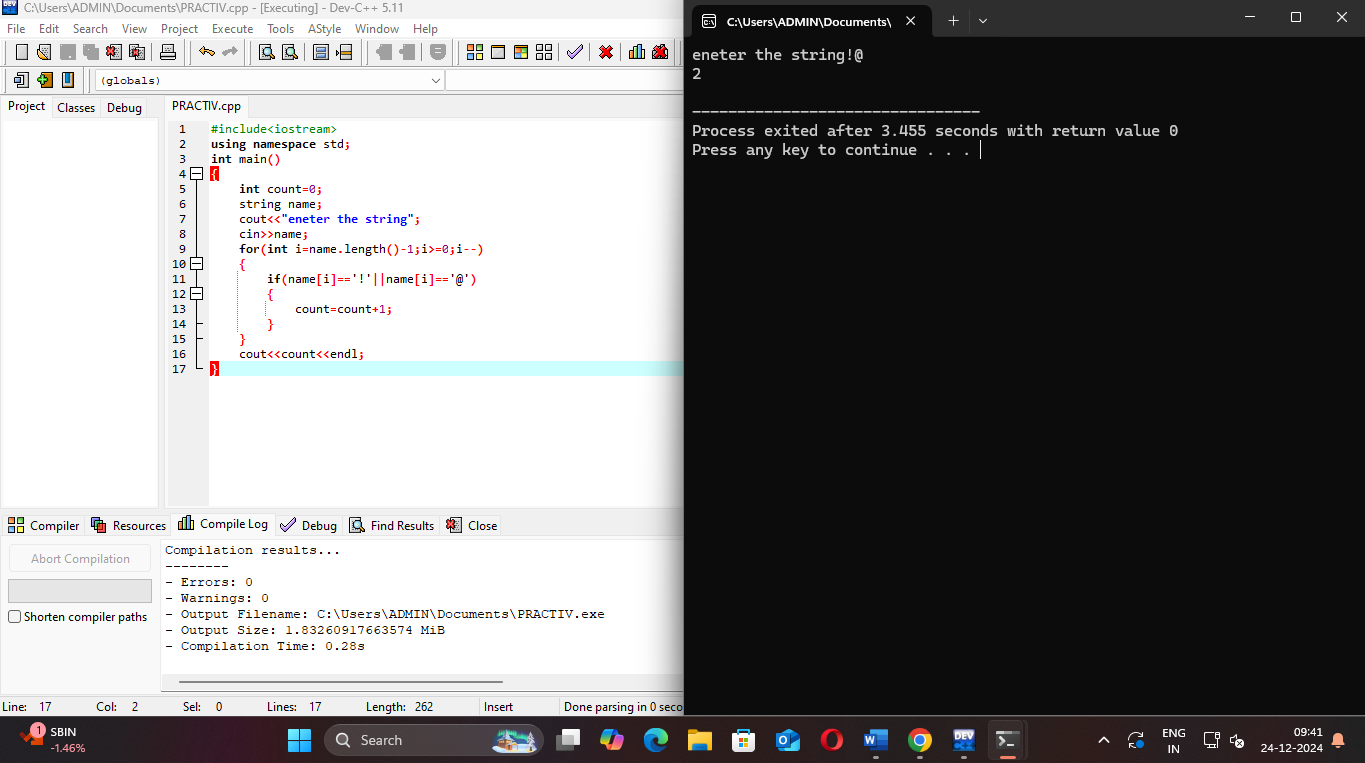 C:\Users\ADMIN\Documents\PRACTIV.cpp - [Executing] - Dev-C++ 5.11
File Edit Search View Project Execute Tools AStyle Window Help
(globals)
Project Classes Debug
PRACTIV.cpp
1 #include<iostream>
2 using namespace std;
3 int main()
4 {
5 int count=0;
6 string name;
7 cout<<"eneter the string";
8 cin>>name;
9 for(int i=name.length()-1;i>=0;i--)
10 {
11 if(name[i]=='!'||name[i]=='@')
12 {
13 count=count+1;
14 }
15 }
16 cout<<count<<endl;
17 }
Compiler Resources Compile Log Debug Find Results Close
Abort Compilation
Shorten compiler paths
Compilation results...
--------
- Errors: 0
- Warnings: 0
- Output Filename: C:\Users\ADMIN\Documents\PRACTIV.exe
- Output Size: 1.83260917663574 MiB
- Compilation Time: 0.28s
Line: 17 Col: 2 Sel: 0 Lines: 17 Length: 262 Insert Done parsing in 0 seco
C:\Users\ADMIN\Documents\
eneter the string!@
2
--------------------------------
Process exited after 3.455 seconds with return value 0
Press any key to continue . . .
1
SBIN
-1.46%
Search
DEV
ENG
IN
09:41
24-12-2024